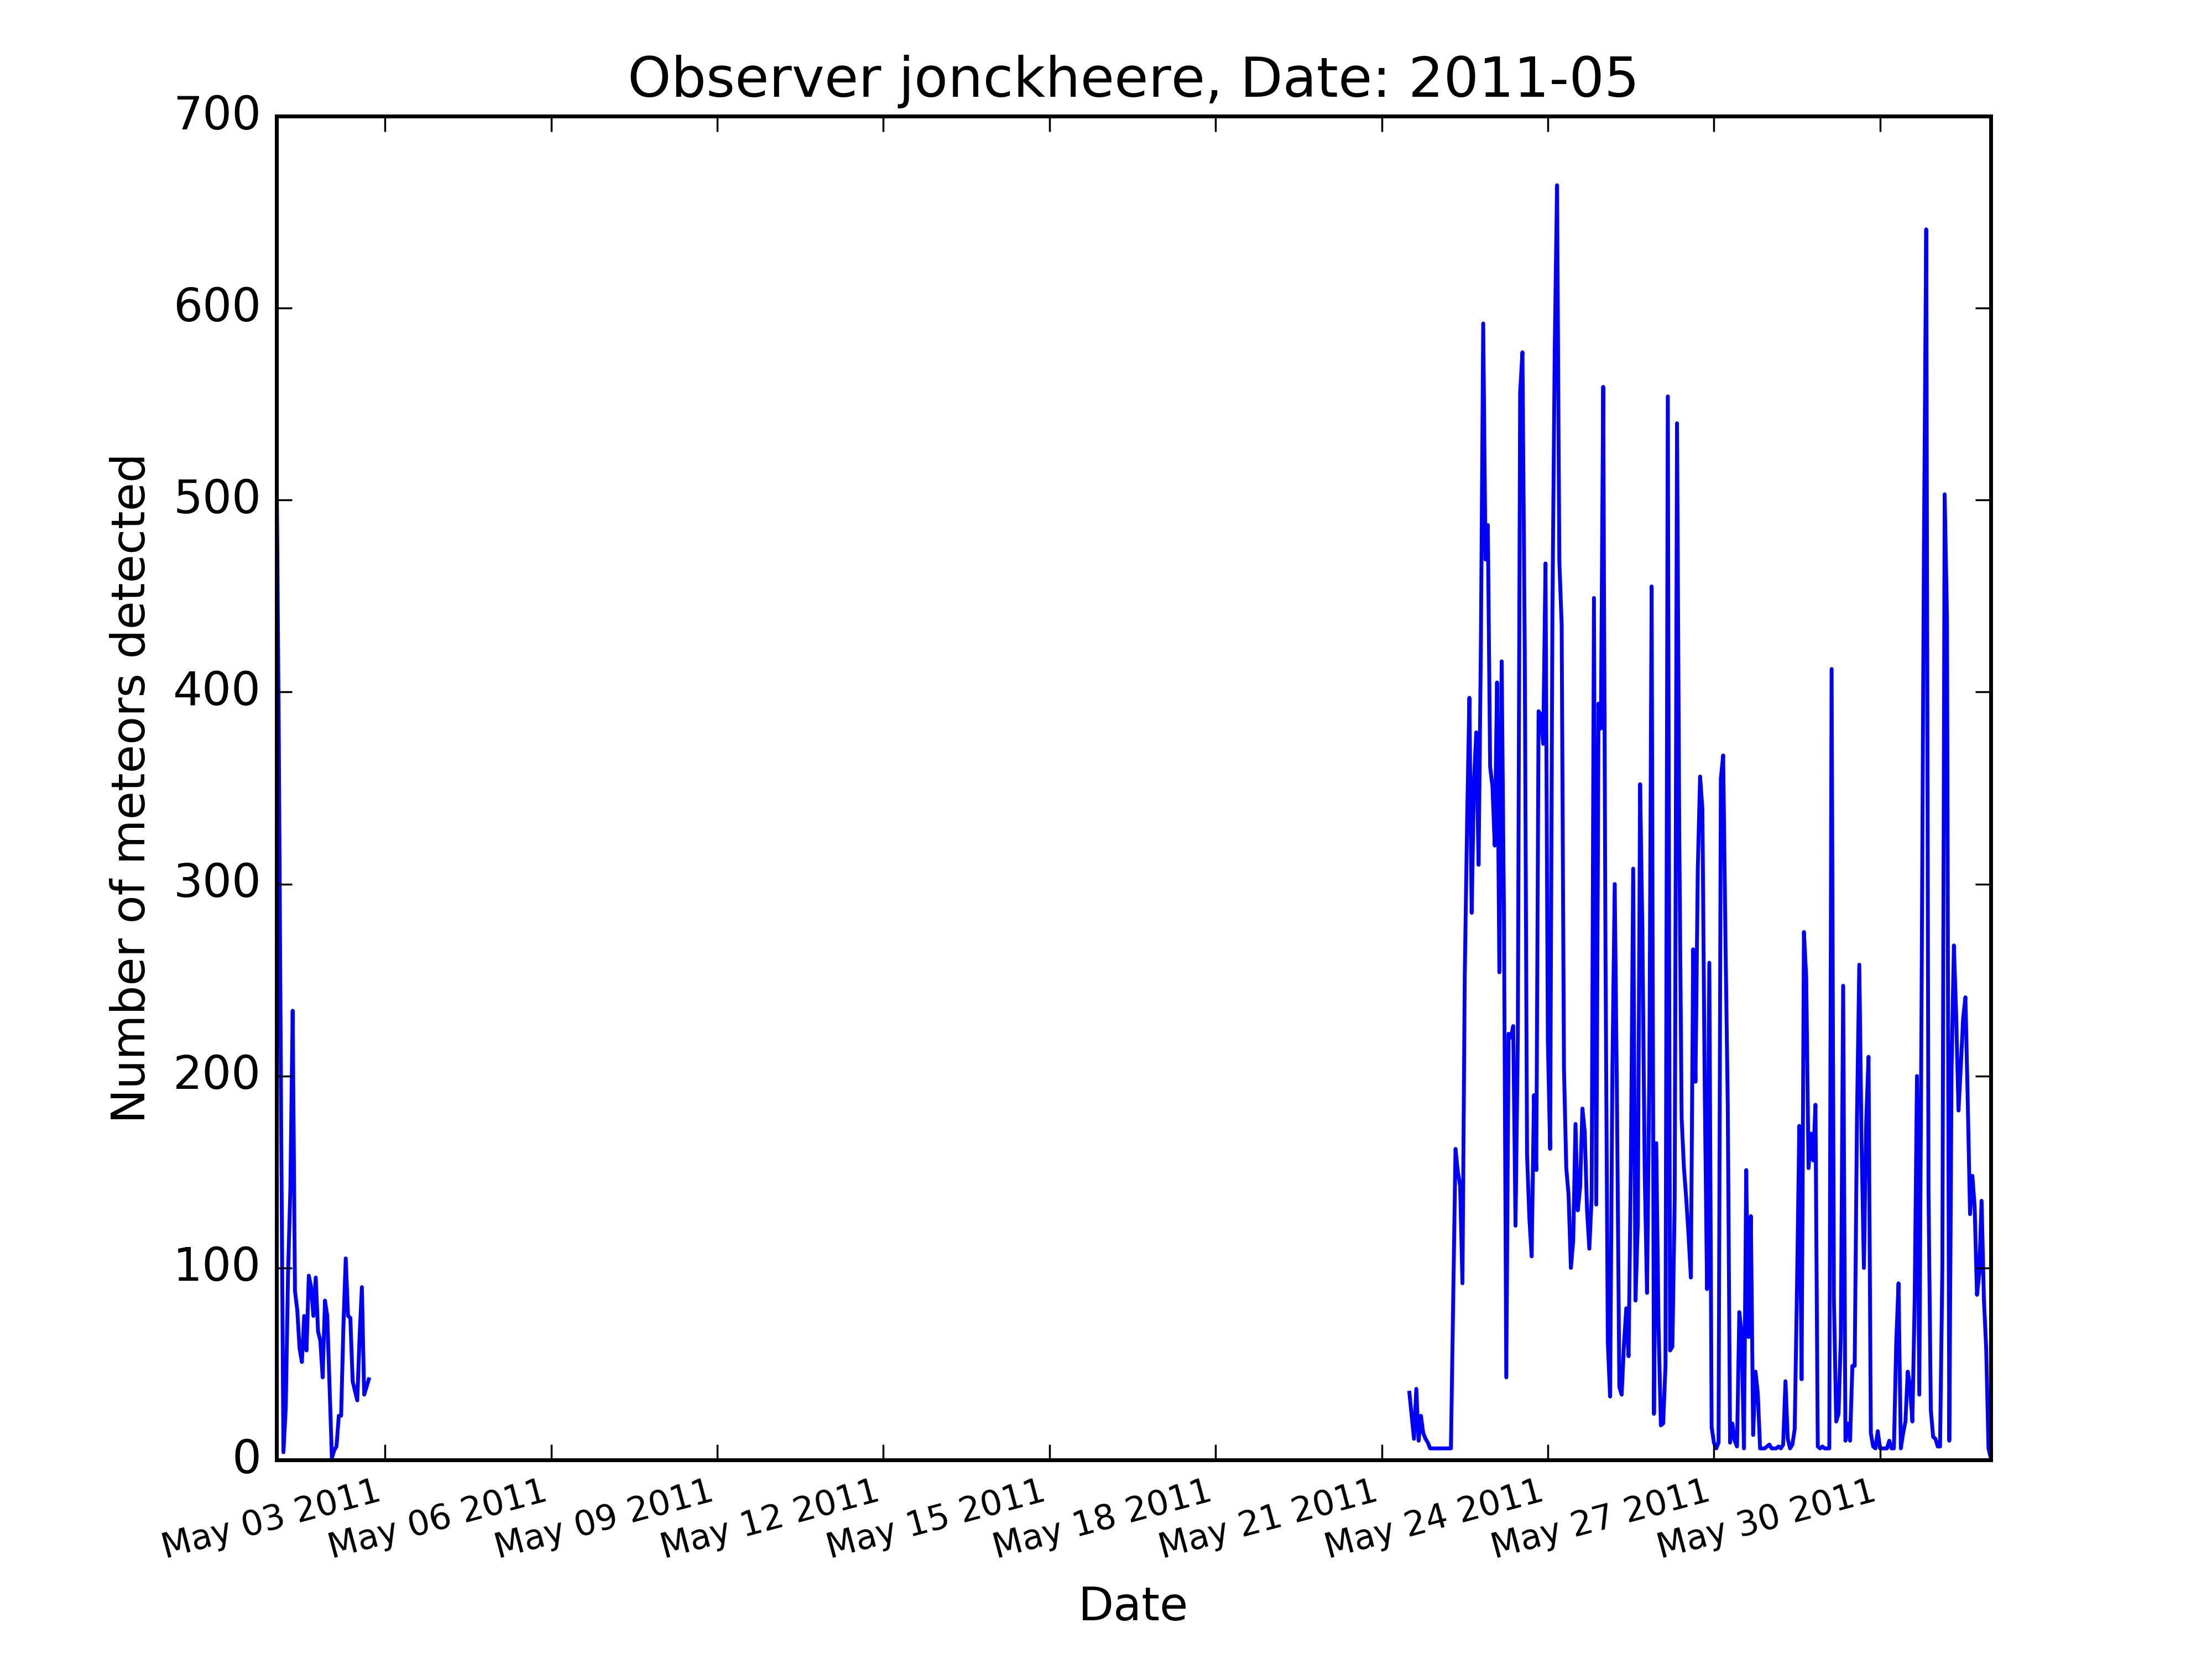 Observer jonckheere, Date: 2011-05
700
600
500
400
300
200
100
0
Number of meteors detected
May 03 2011
May 06 2011
May 09 2011
May 12 2011
May 15 2011
May 18 2011
May 21 2011
May 24 2011
May 27 2011
May 30 2011
Date